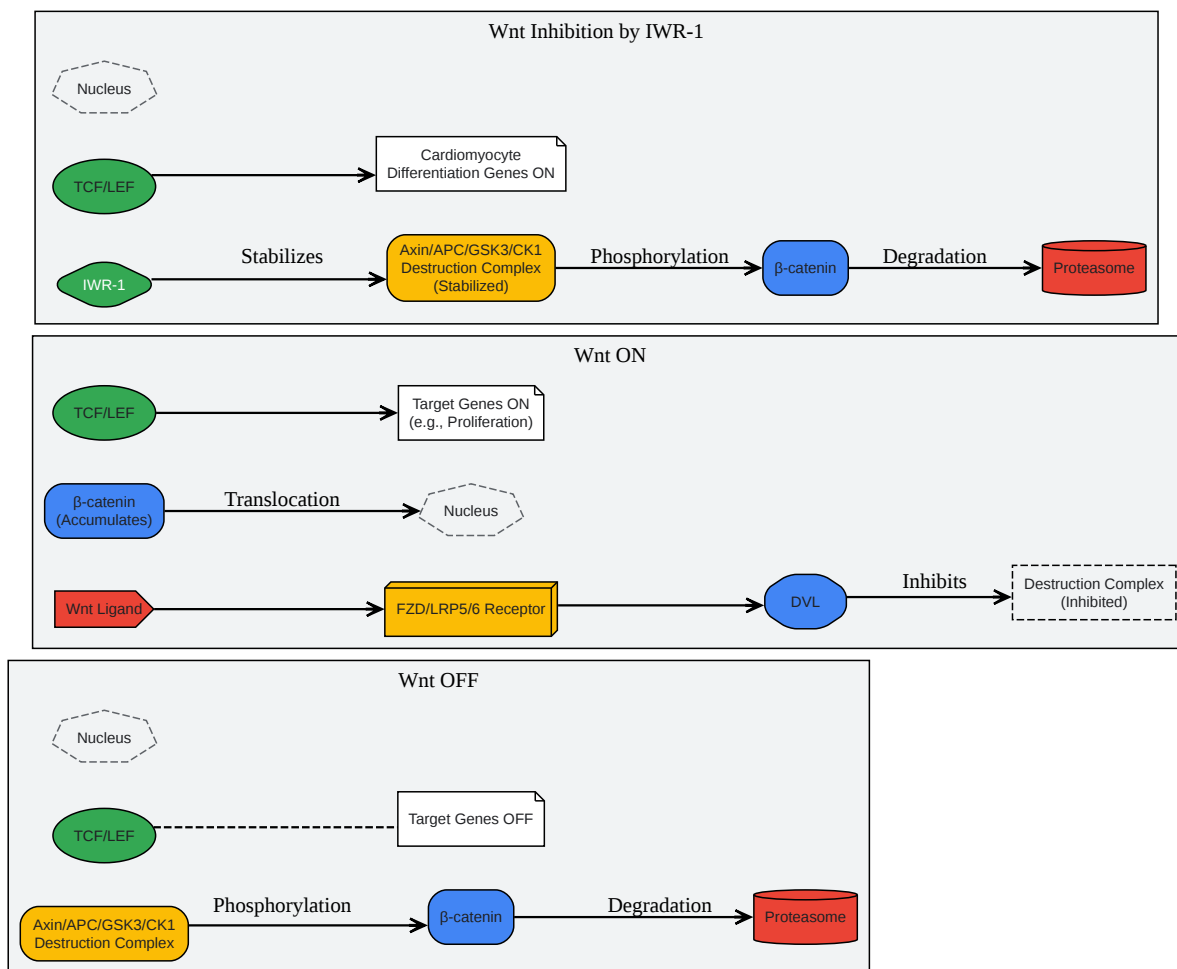 Wnt Inhibition by IWR-1
Nucleus
TCF/LEF
Cardiomyocyte
Differentiation Genes ON
IWR-1
Stabilizes
Axin/APC/GSK3/CK1
Destruction Complex
(Stabilized)
Phosphorylation
β-catenin
Degradation
Proteasome
Wnt ON
TCF/LEF
Target Genes ON
(e.g., Proliferation)
β-catenin
(Accumulates)
Translocation
Nucleus
Wnt Ligand
FZD/LRP5/6 Receptor
DVL
Inhibits
Destruction Complex
(Inhibited)
Wnt OFF
Nucleus
TCF/LEF
Target Genes OFF
Axin/APC/GSK3/CK1
Destruction Complex
Phosphorylation
β-catenin
Degradation
Proteasome